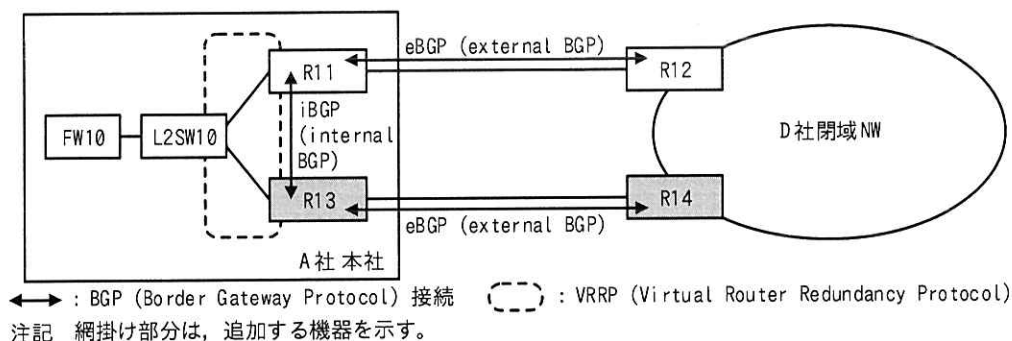 eBGP (external BGP)
R11
R12
iBGP
(internal
BGP)
FW10
L2SW10
D社閉域NW
R13
R14
eBGP (external BGP)
A社 本社
：BGP (Border Gateway Protocol) 接続
：VRRP (Virtual Router Redundancy Protocol)
注記 網掛け部分は，追加する機器を示す。